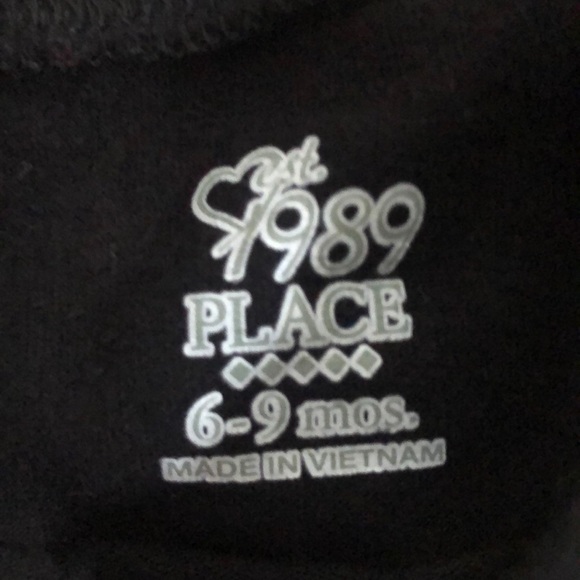 est.
1989
PLACE
6-9 mos.
MADE IN VIETNAM